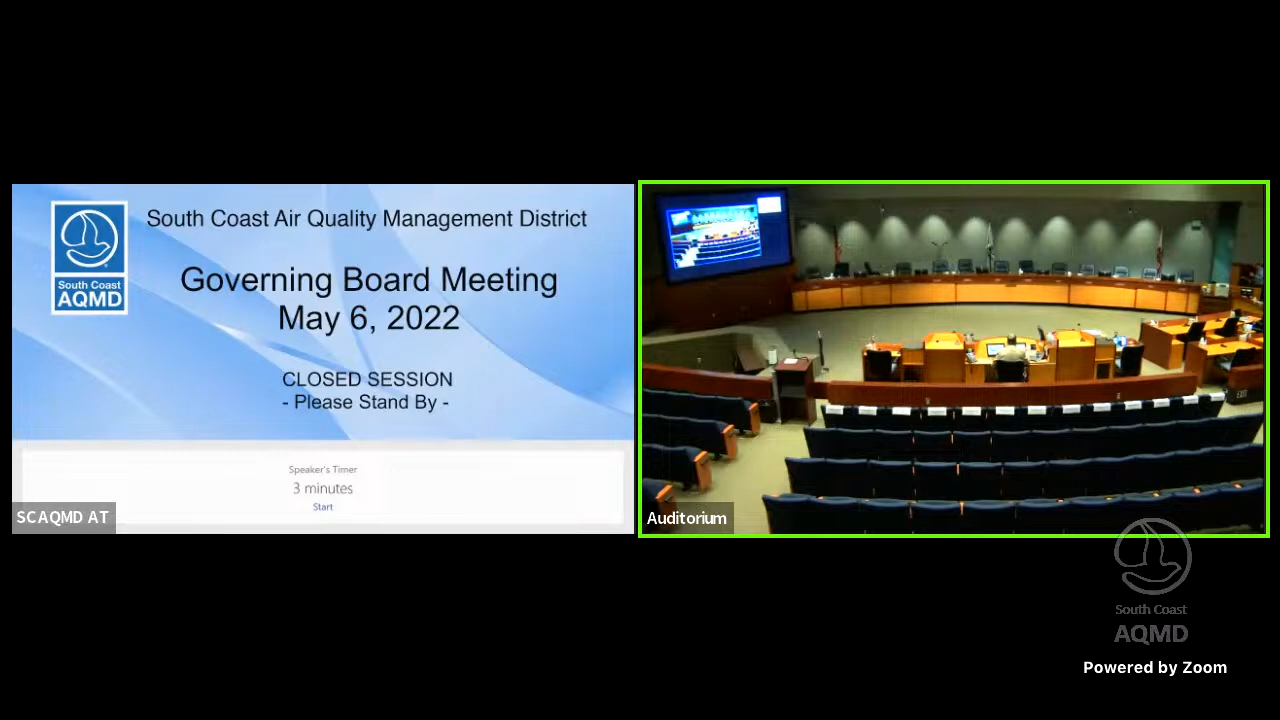 South Coast
AQMD
South Coast Air Quality Management District
Governing Board Meeting
May 6, 2022
CLOSED SESSION
- Please Stand By -
Speaker's Timer
3 minutes
Start
SCAQMD AT
Auditorium
South Coast
AQMD
Powered by Zoom